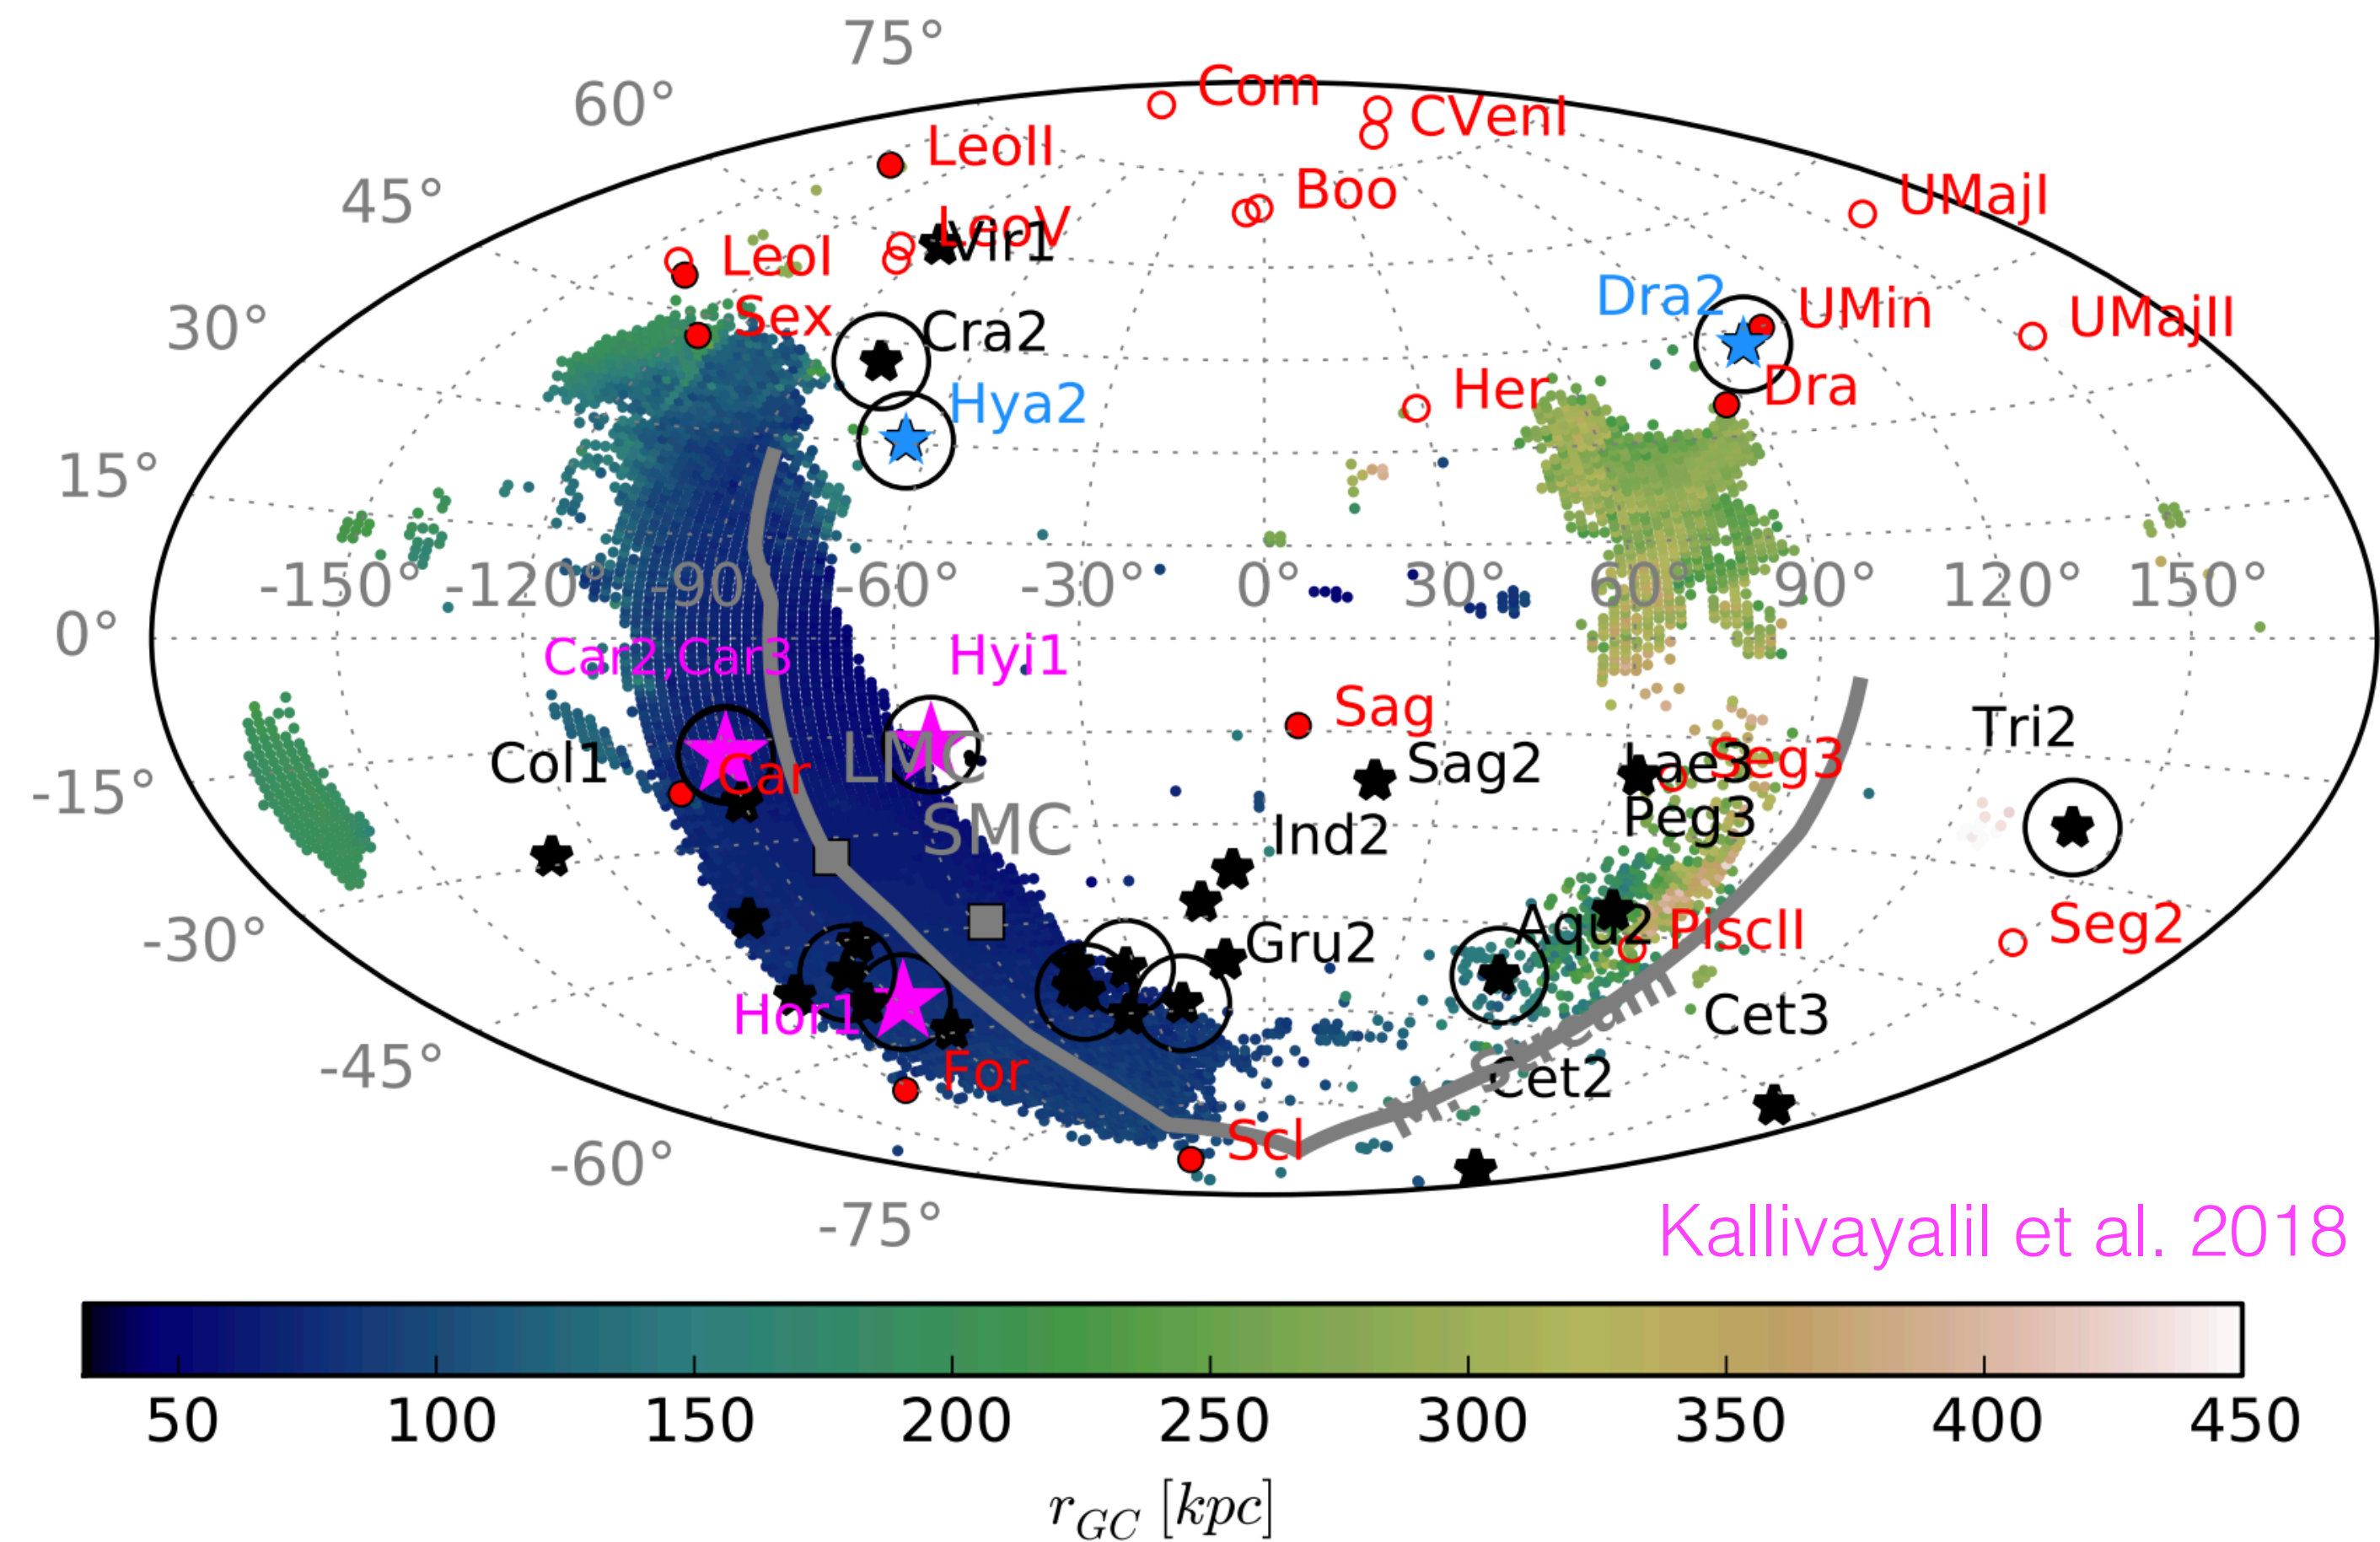 75°
60°
Com
CVenI
LeoII
45°
Boo
UMajI
LeoV
Vir1
LeoI
Dra2
30°
Sex
Cra2
UMin
UMajII
Hya2
Her
Dra
15°
-150° -120° -90° -60° -30° 0° 30° 60° 90° 120° 150°
0°
Car2,Car3
Hyi1
Sag
Tri2
Col1
Car
LMC
Sag2
Lae3
Seg3
-15°
SMC
Ind2
Peg3
-30°
Gru2
Aqu2
PiscII
Seg2
Hor1
Cet3
-45°
For
M. Stream
Cet2
Scl
-60°
-75°
Kallivayalil et al. 2018
50 100 150 200 250 300 350 400 450
r_GC [kpc]